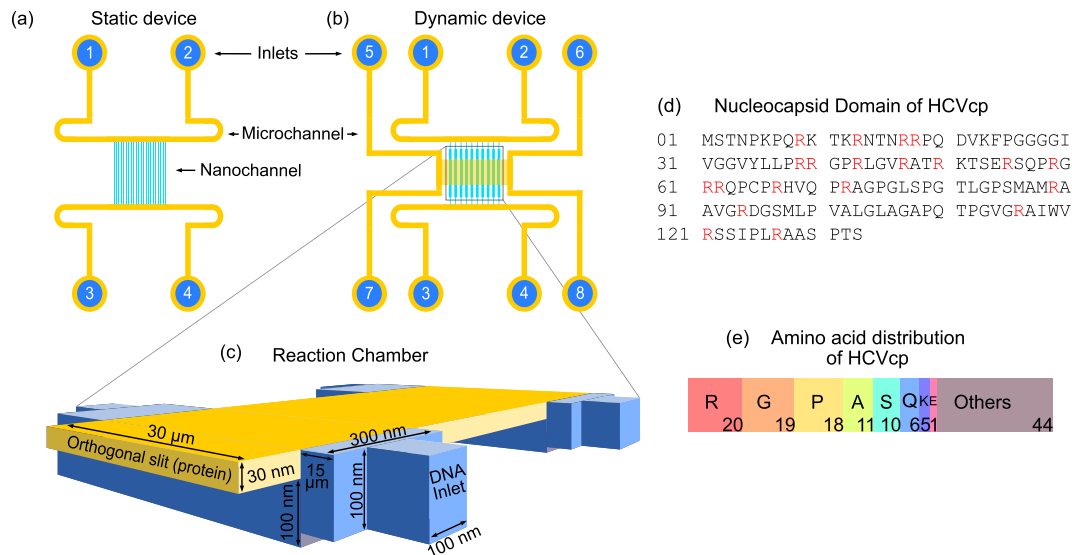 (a) Static device
(b) Dynamic device
1 2 Inlets 5 1 2 6
Microchannel
Nanochannel
3 4 7 3 4 8
(c) Reaction Chamber
30 µm
300 nm
Orthogonal slit (protein)
30 nm
15 µm
100 nm
100 nm
DNA Inlet
100 nm
(d) Nucleocapsid Domain of HCVcp
01 MSTNPKPQRK TKRNTNRRPQ DVKFPGGGGI
31 VGGVYLLPRR GPRLGVRATR KTSERSQPRG
61 RRQPCPRHVQ PRAGPGLSPG TLGPSMAMRA
91 AVGRDGSMLP VALGLAGAPQ TPGVGRAIWV
121 RSSIPLRAAS PTS
(e) Amino acid distribution
of HCVcp
R G P A S Q K E Others
20 19 18 11 10 6 5 1 44